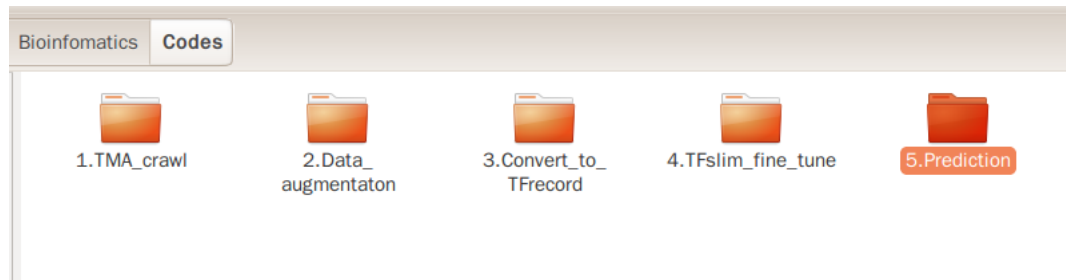 Bioinfomatics Codes
1.TMA_crawl 2.Data_ 3.Convert_to_ 4.TFslim_fine_tune 5.Prediction
augmentaton TFrecord